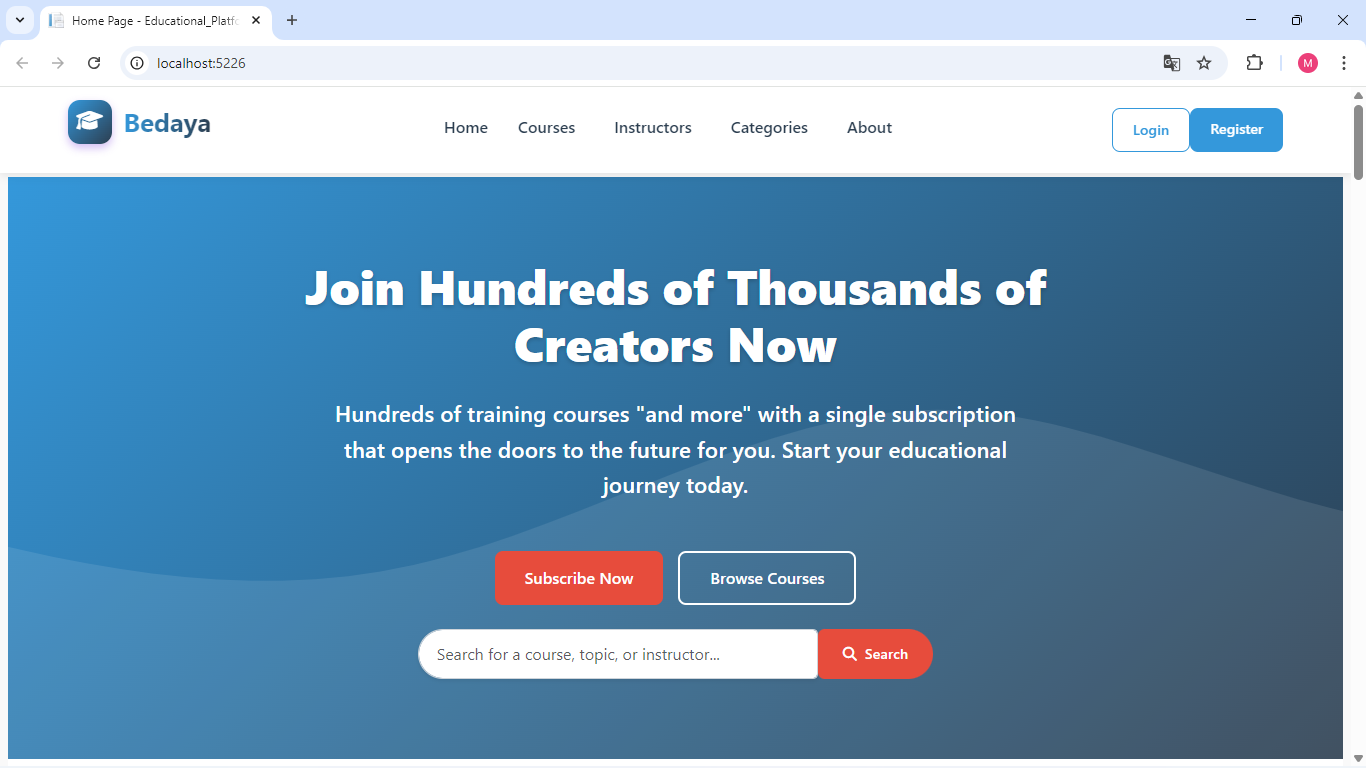 Home Page - Educational_Platfo
localhost:5226
M
Bedaya
Home
Courses
Instructors
Categories
About
Login
Register
Join Hundreds of Thousands of
Creators Now
Hundreds of training courses "and more" with a single subscription
that opens the doors to the future for you. Start your educational
journey today.
Subscribe Now
Browse Courses
Search for a course, topic, or instructor...
Search